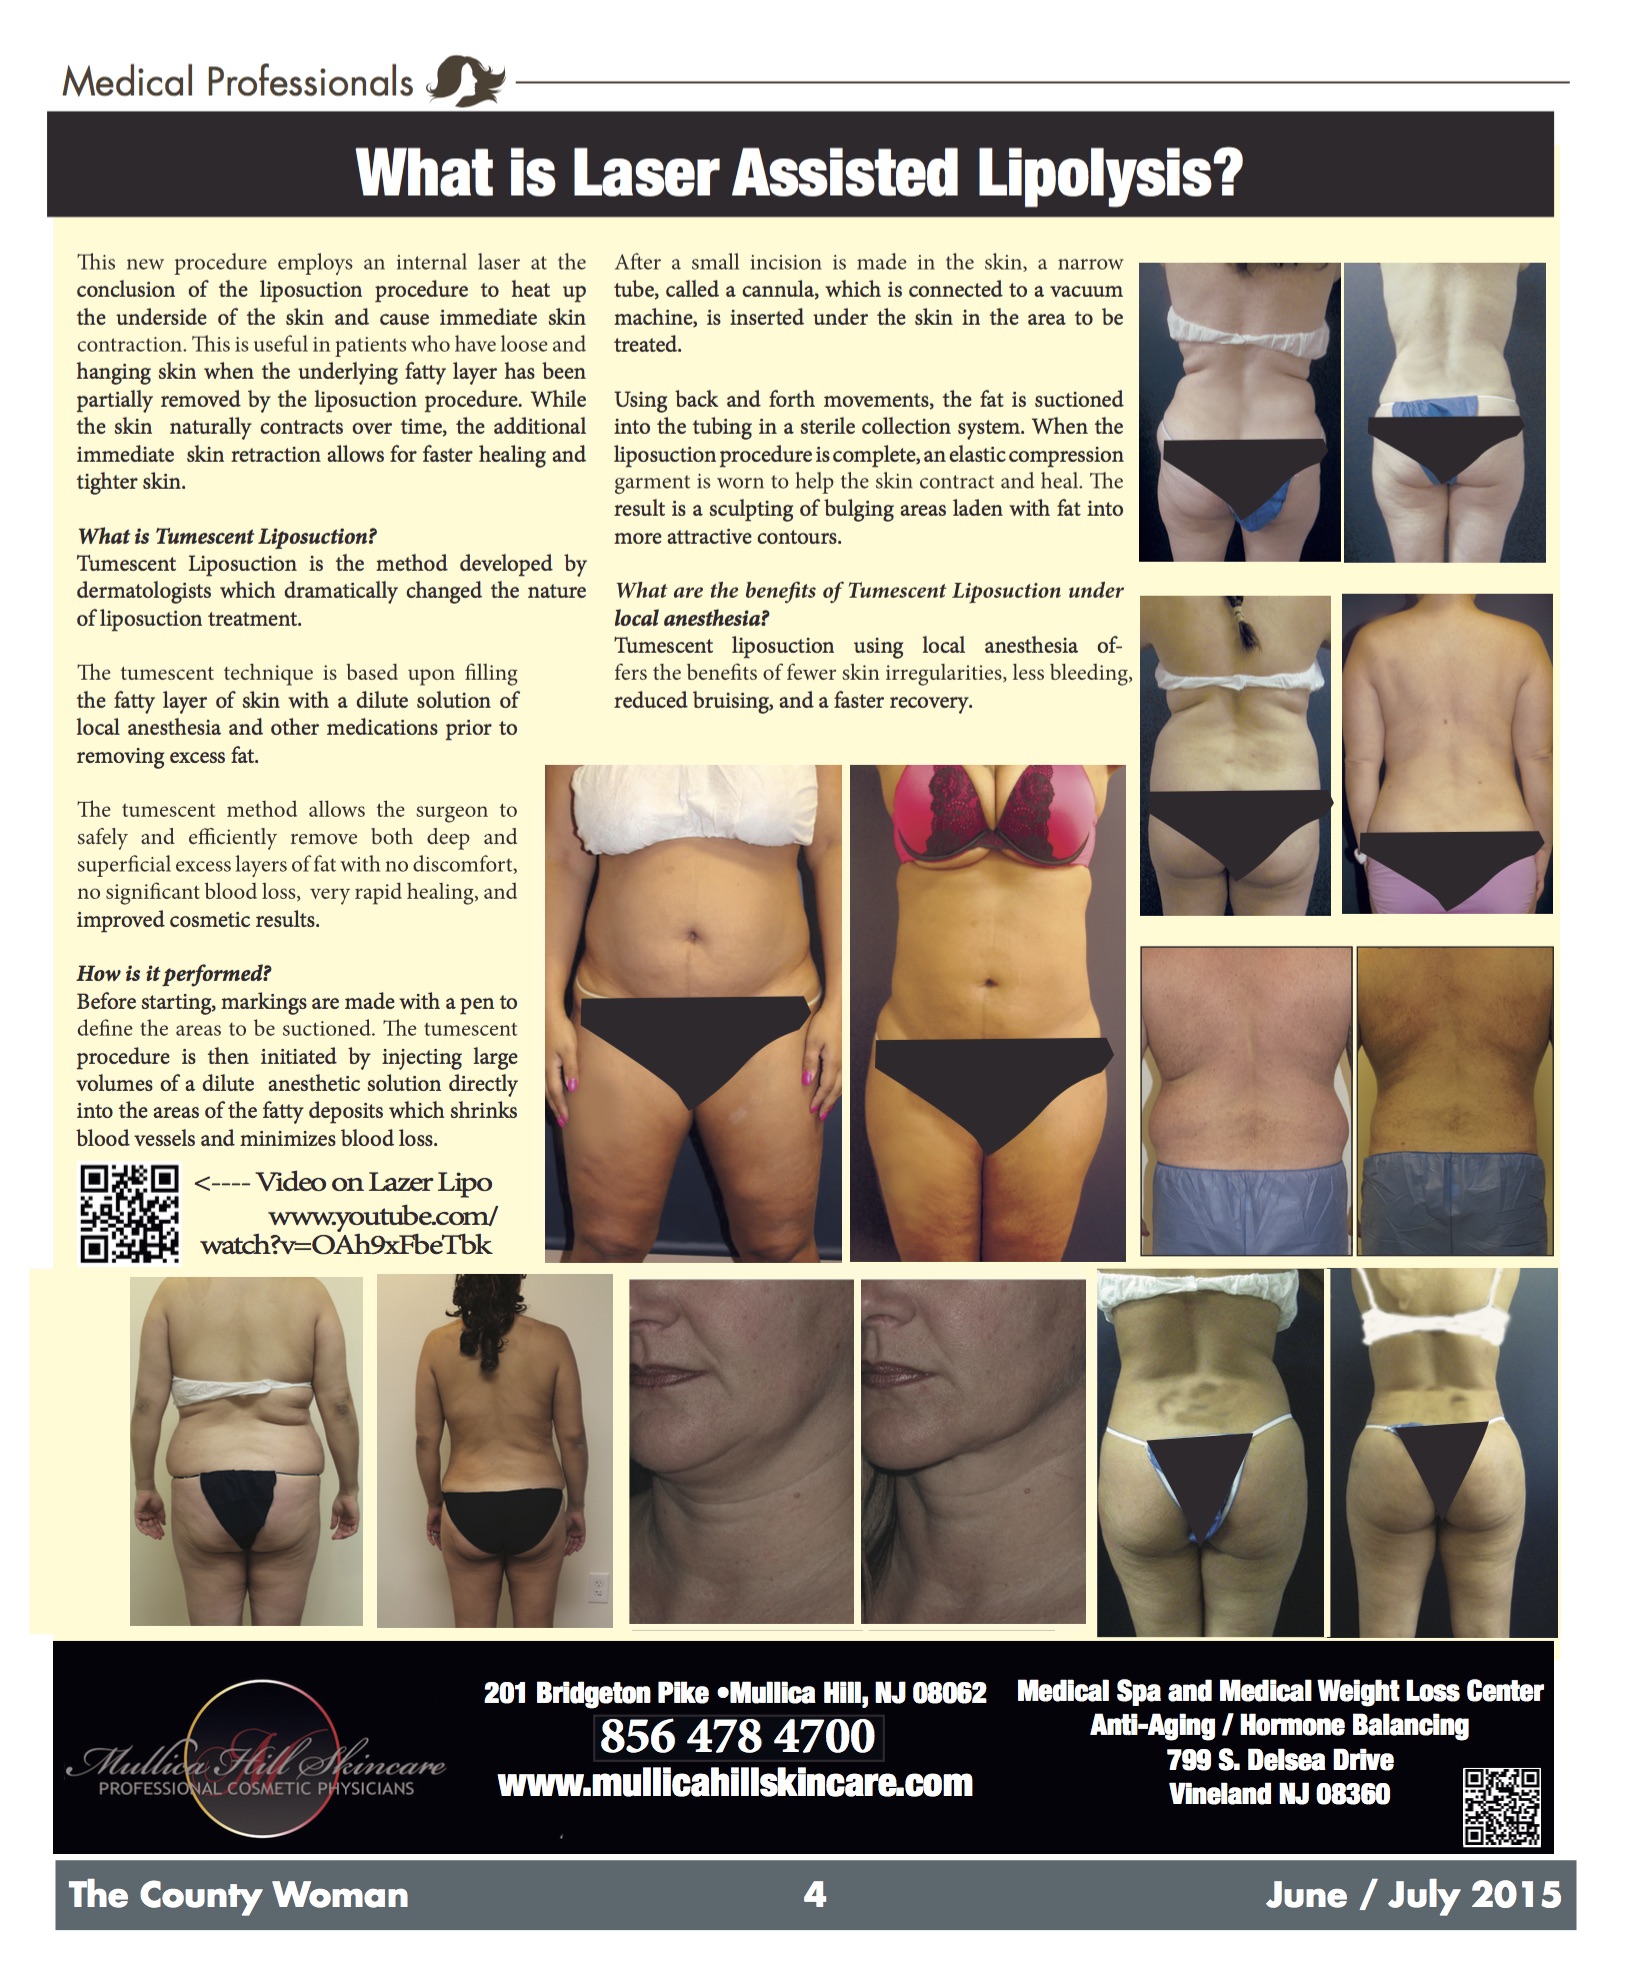 Medical Professionals
What is Laser Assisted Lipolysis?
This new procedure employs an internal laser at the
conclusion of the liposuction procedure to heat up
the underside of the skin and cause immediate skin
contraction. This is useful in patients who have loose and
hanging skin when the underlying fatty layer has been
partially removed by the liposuction procedure. While
the skin naturally contracts over time, the additional
immediate skin retraction allows for faster healing and
tighter skin.
What is Tumescent Liposuction?
Tumescent Liposuction is the method developed by
dermatologists which dramatically changed the nature
of liposuction treatment.
The tumescent technique is based upon filling
the fatty layer of skin with a dilute solution of
local anesthesia and other medications prior to
removing excess fat.
The tumescent method allows the surgeon to
safely and efficiently remove both deep and
superficial excess layers of fat with no discomfort,
no significant blood loss, very rapid healing, and
improved cosmetic results.
How is it performed?
Before starting, markings are made with a pen to
define the areas to be suctioned. The tumescent
procedure is then initiated by injecting large
volumes of a dilute anesthetic solution directly
into the areas of the fatty deposits which shrinks
blood vessels and minimizes blood loss.
<---- Video on Lazer Lipo
www.youtube.com/
watch?v=OAh9xFbeTbk
After a small incision is made in the skin, a narrow
tube, called a cannula, which is connected to a vacuum
machine, is inserted under the skin in the area to be
treated.
Using back and forth movements, the fat is suctioned
into the tubing in a sterile collection system. When the
liposuction procedure is complete, an elastic compression
garment is worn to help the skin contract and heal. The
result is a sculpting of bulging areas laden with fat into
more attractive contours.
What are the benefits of Tumescent Liposuction under
local anesthesia?
Tumescent liposuction using local anesthesia of-
fers the benefits of fewer skin irregularities, less bleeding,
reduced bruising, and a faster recovery.
Mullica Hill Skincare
PROFESSIONAL COSMETIC PHYSICIANS
201 Bridgeton Pike •Mullica Hill, NJ 08062
856 478 4700
www.mullicahillskincare.com
Medical Spa and Medical Weight Loss Center
Anti-Aging / Hormone Balancing
799 S. Delsea Drive
Vineland NJ 08360
The County Woman
4
June / July 2015